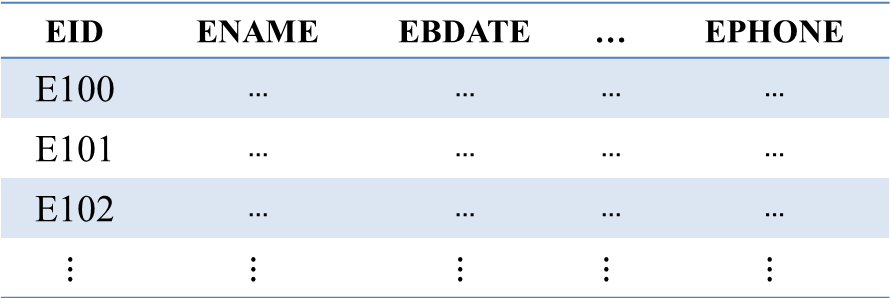 EID ENAME EBDATE … EPHONE
E100 … … … …
E101 … … … …
E102 … … … …
⋮ ⋮ ⋮ ⋮ ⋮